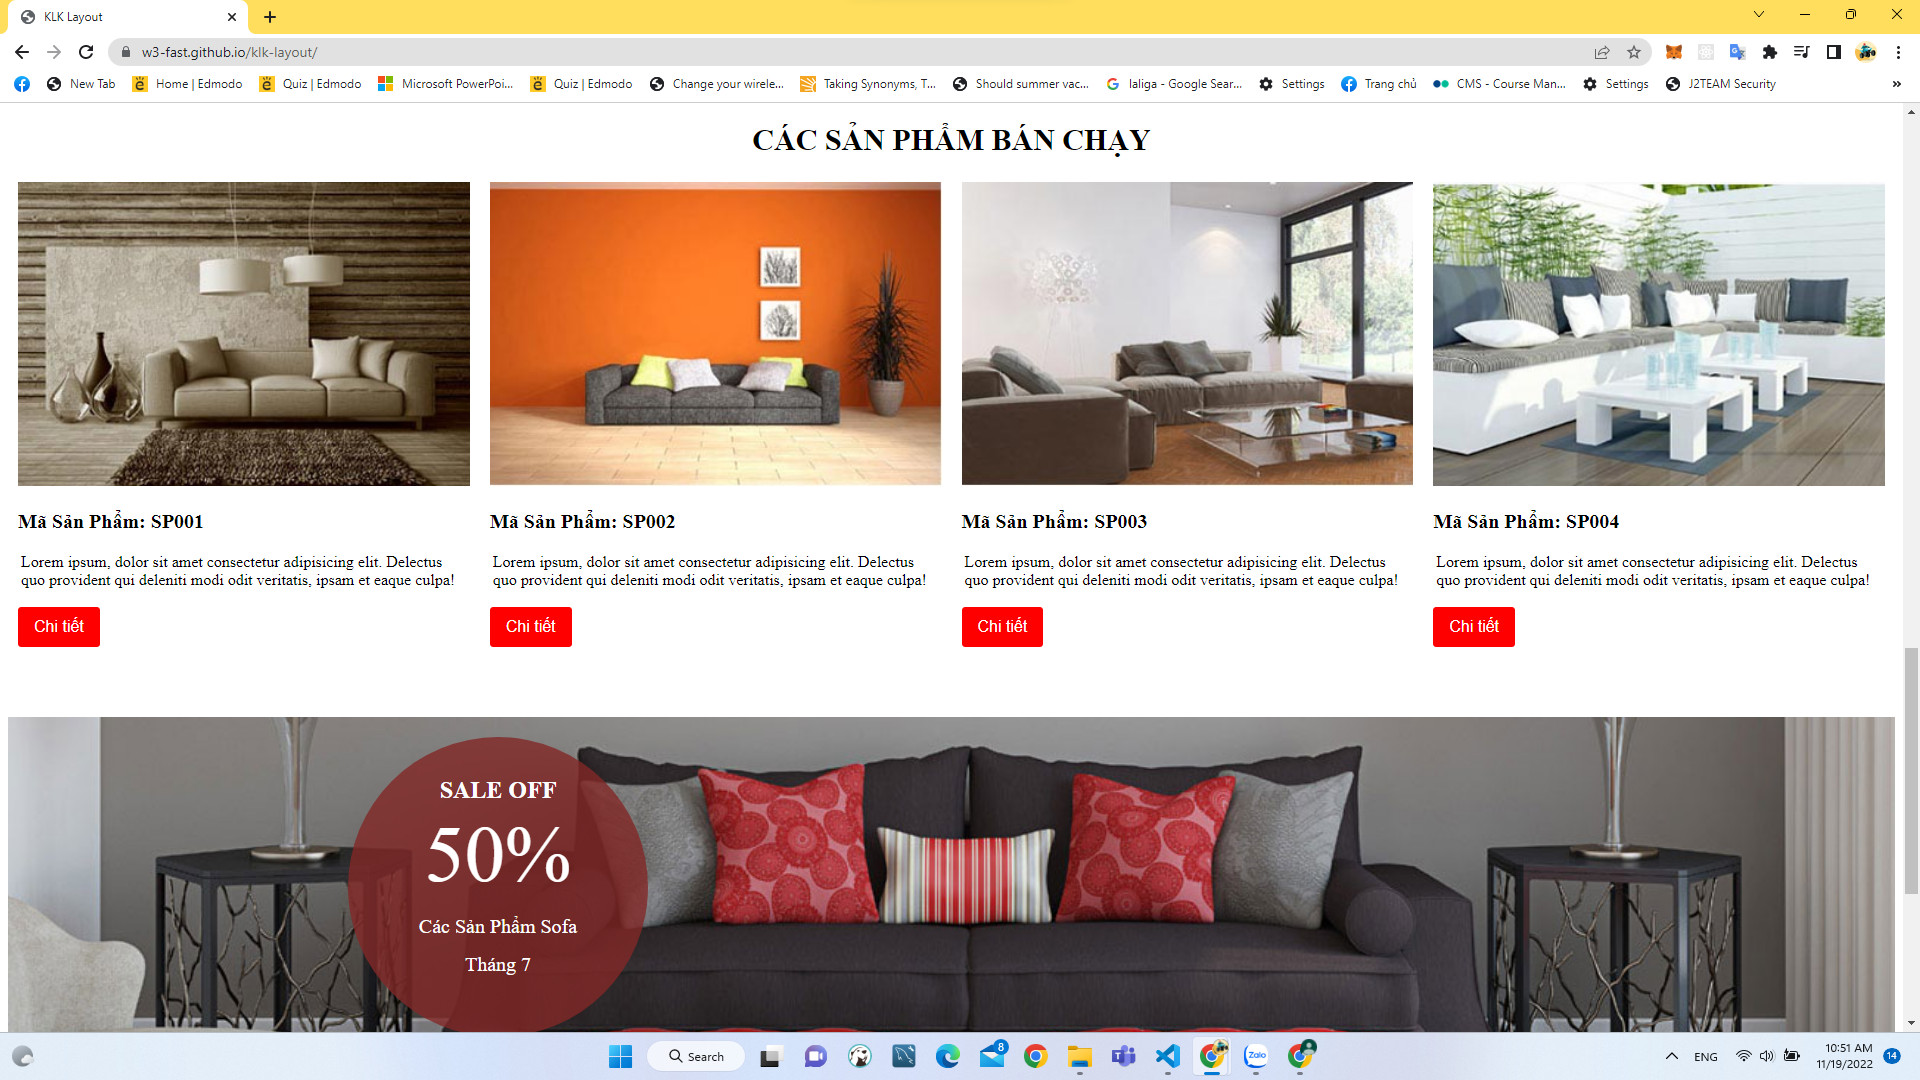 KLK Layout
w3-fast.github.io/klk-layout/
New Tab
Home | Edmodo
Quiz | Edmodo
Microsoft PowerPoi...
Quiz | Edmodo
Change your wirele...
Taking Synonyms, T...
Should summer vac...
laliga - Google Sear...
Settings
Trang chủ
CMS - Course Man...
Settings
J2TEAM Security
CÁC SẢN PHẨM BÁN CHẠY
Mã Sản Phẩm: SP001
Lorem ipsum, dolor sit amet consectetur adipisicing elit. Delectus
quo provident qui deleniti modi odit veritatis, ipsam et eaque culpa!
Chi tiết
Mã Sản Phẩm: SP002
Lorem ipsum, dolor sit amet consectetur adipisicing elit. Delectus
quo provident qui deleniti modi odit veritatis, ipsam et eaque culpa!
Chi tiết
Mã Sản Phẩm: SP003
Lorem ipsum, dolor sit amet consectetur adipisicing elit. Delectus
quo provident qui deleniti modi odit veritatis, ipsam et eaque culpa!
Chi tiết
Mã Sản Phẩm: SP004
Lorem ipsum, dolor sit amet consectetur adipisicing elit. Delectus
quo provident qui deleniti modi odit veritatis, ipsam et eaque culpa!
Chi tiết
SALE OFF
50%
Các Sản Phẩm Sofa
Tháng 7
Search
8
Zalo
ENG
10:51 AM
11/19/2022
14